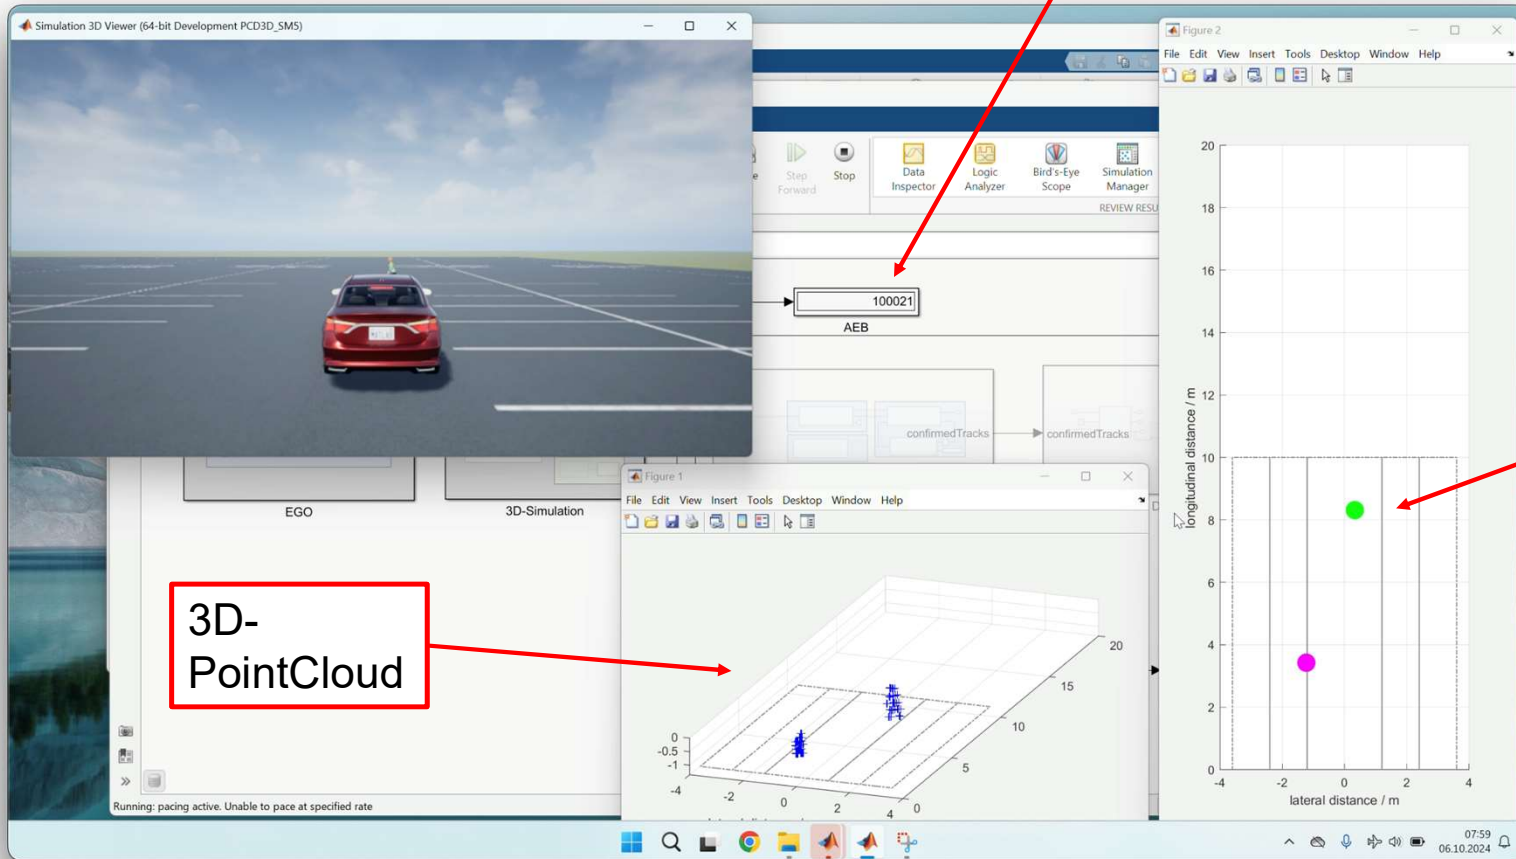 Simulation 3D Viewer (64-bit Development PCD3D_SM5)
Step
Forward
Stop
Data
Inspector
Logic
Analyzer
Bird's-Eye
Scope
Simulation
Manager
REVIEW RESU
100021
AEB
confirmedTracks
confirmedTracks
EGO
3D-Simulation
3D-
PointCloud
Running: pacing active. Unable to pace at specified rate
Figure 1
File Edit View Insert Tools Desktop Window Help
20
15
10
5
0
0
-0.5
-1
-4
-2
0
2
4
Figure 2
File Edit View Insert Tools Desktop Window Help
20
18
16
14
12
10
8
6
4
2
0
longitudinal distance / m
-4
-2
0
2
4
lateral distance / m
07:59
06.10.2024